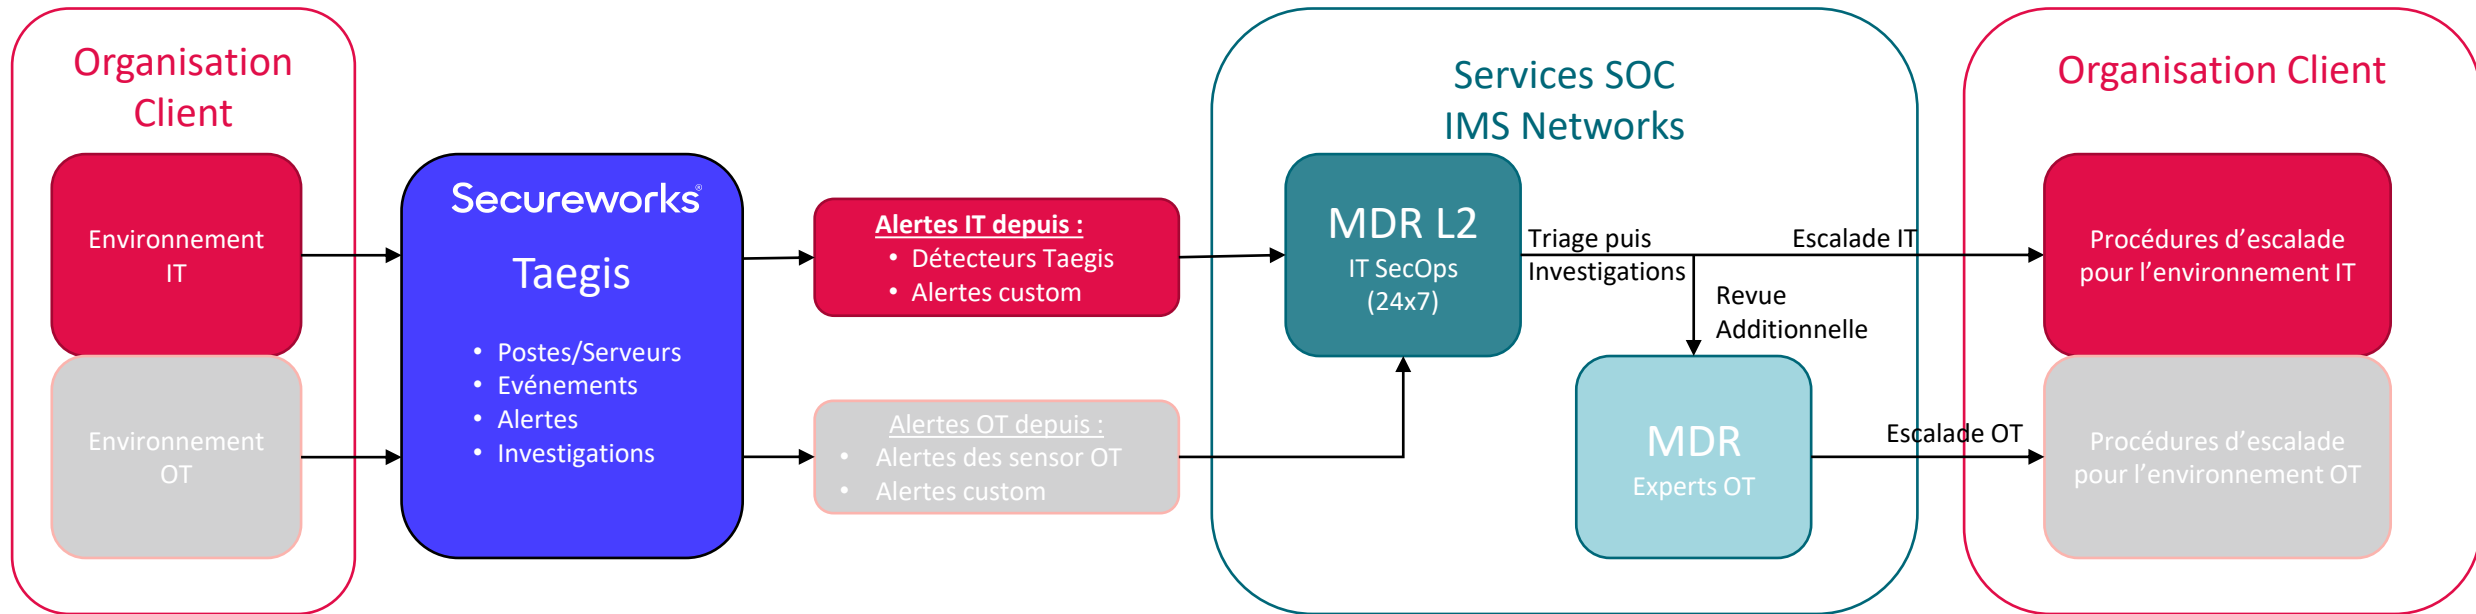 Organisation
Client
Environnement
IT
Environnement
OT
Secureworks®
Taegis
• Postes/Serveurs
• Evénements
• Alertes
• Investigations
Alertes IT depuis :
• Détecteurs Taegis
• Alertes custom
Alertes OT depuis :
• Alertes des sensor OT
• Alertes custom
Services SOC
IMS Networks
MDR L2
IT SecOps
(24x7)
Triage puis
Investigations
Escalade IT
Revue
Additionnelle
MDR
Experts OT
Escalade OT
Organisation Client
Procédures d’escalade
pour l’environnement IT
Procédures d’escalade
pour l’environnement OT